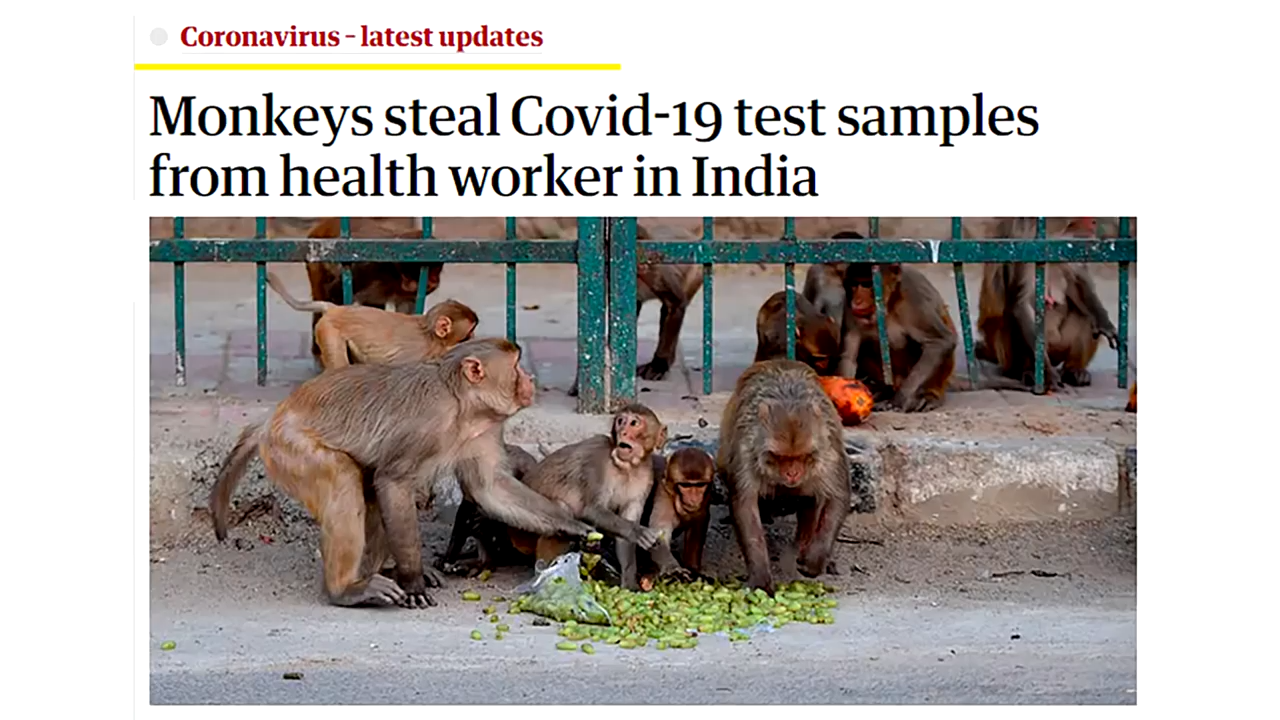 Coronavirus – latest updates
Monkeys steal Covid-19 test samples
from health worker in India